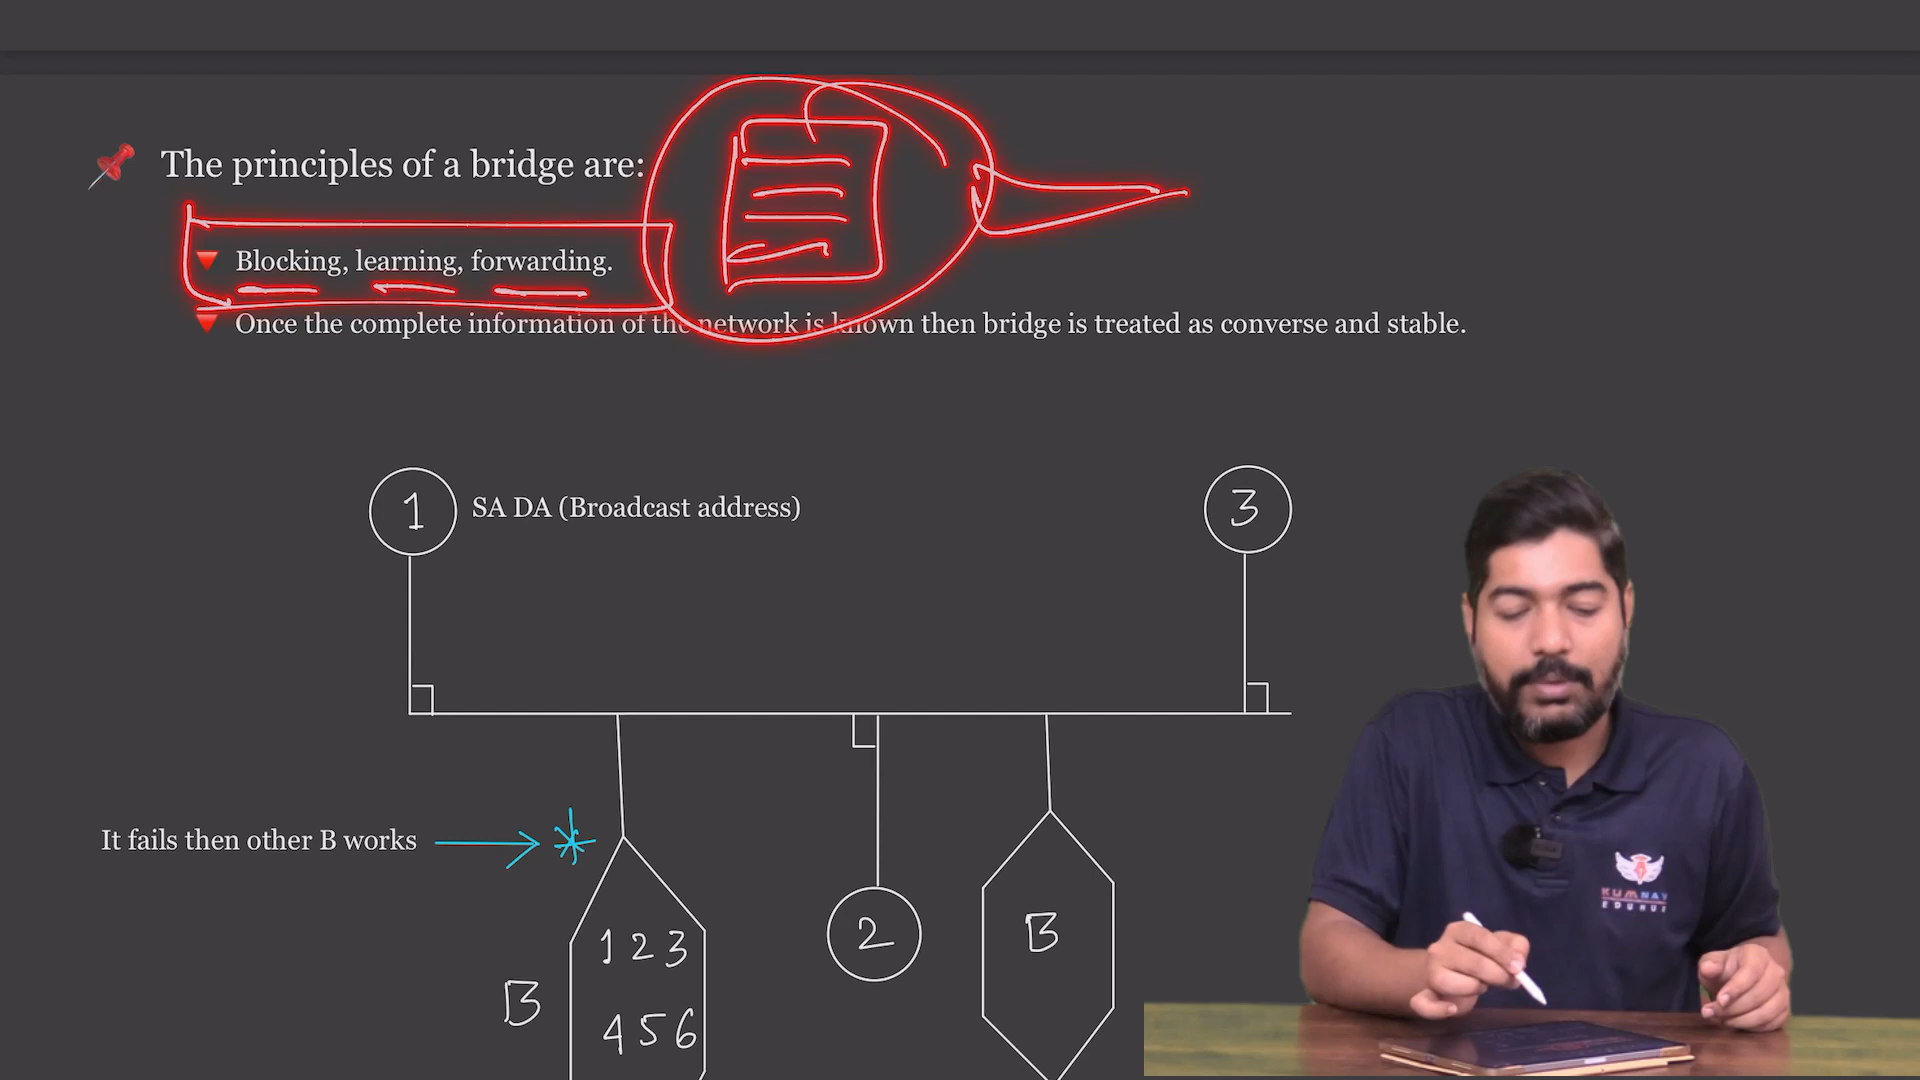 The principles of a bridge are:
Blocking, learning, forwarding.
Once the complete information of the network is known then bridge is treated as converse and stable.
1 SA DA (Broadcast address)
3
It fails then other B works
2
B
1 2 3
B
4 5 6
KUMNAY
EDUHUB